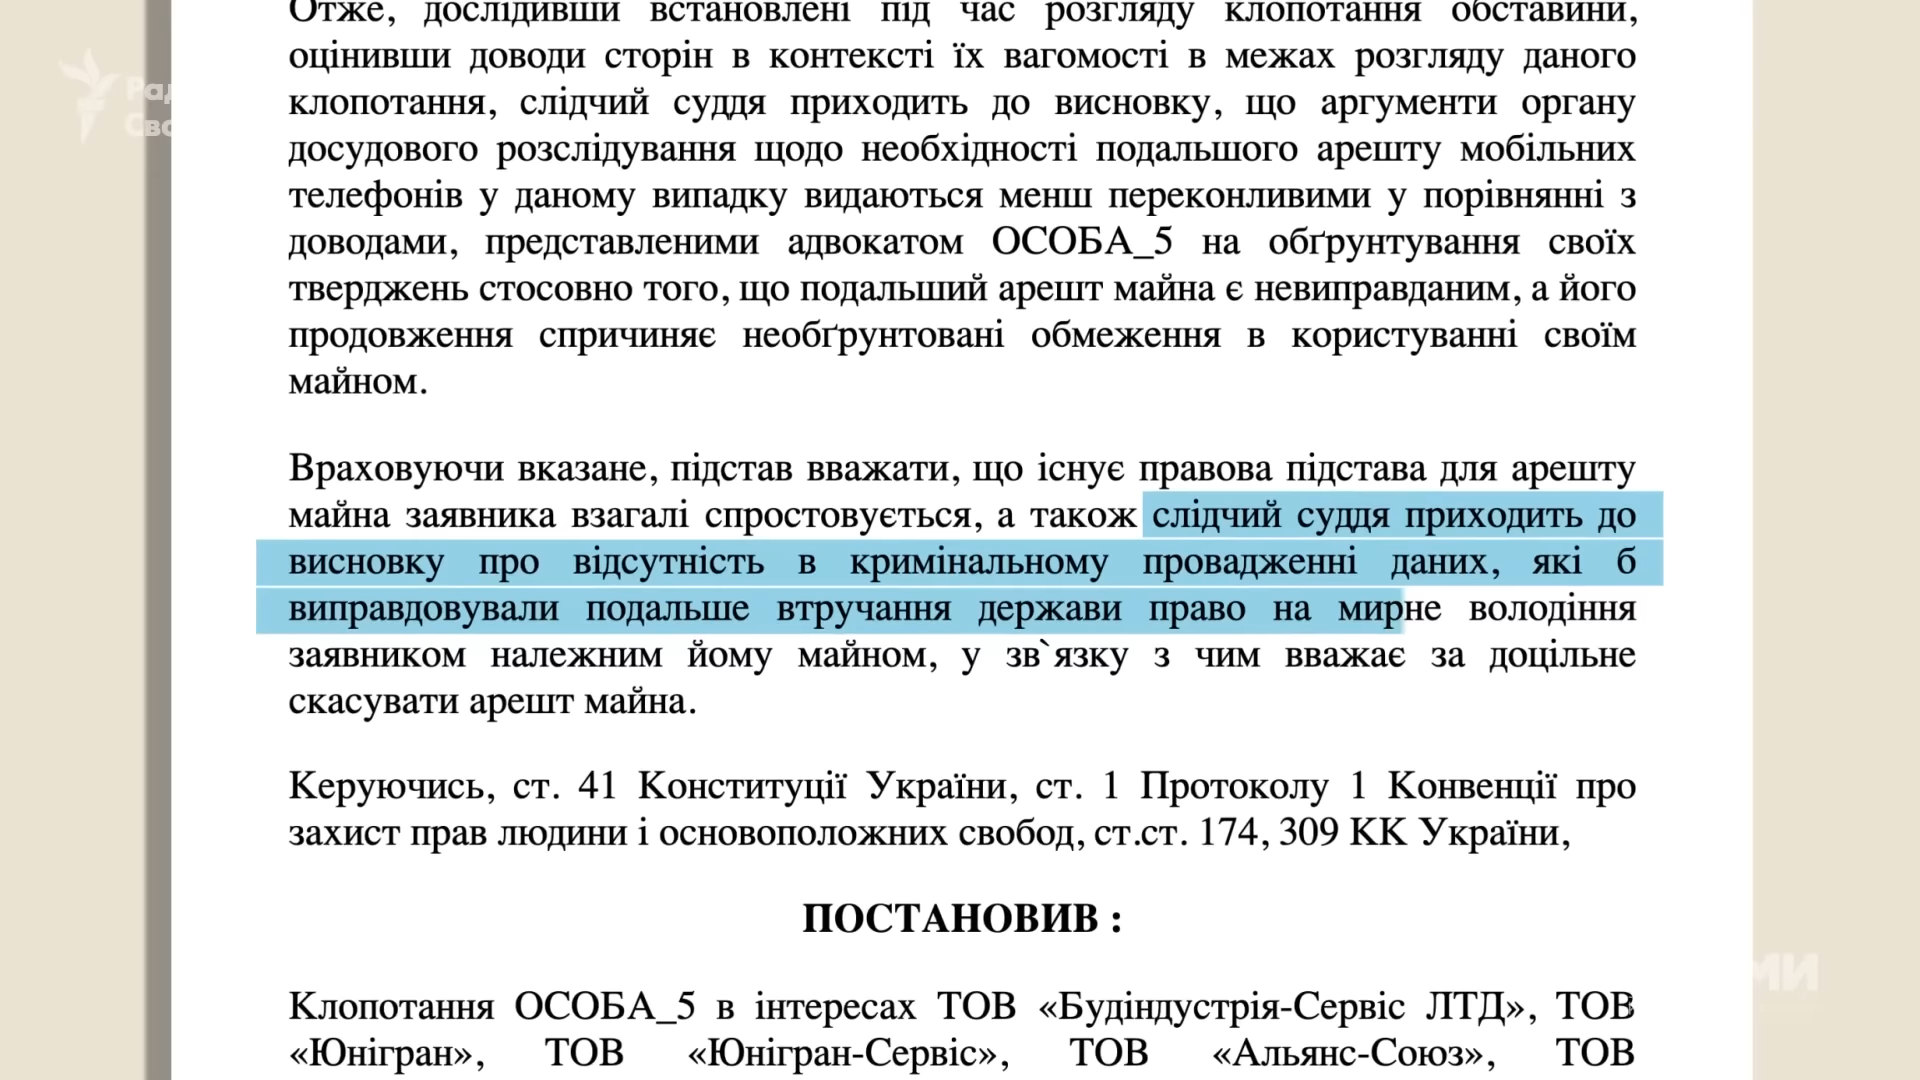 Отже, дослідивши встановлені під час розгляду клопотання обставини,
оцінивши доводи сторін в контексті їх вагомості в межах розгляду даного
клопотання, слідчий суддя приходить до висновку, що аргументи органу
досудового розслідування щодо необхідності подальшого арешту мобільних
телефонів у даному випадку видаються менш переконливими у порівнянні з
доводами, представленими адвокатом ОСОБА_5 на обґрунтування своїх
тверджень стосовно того, що подальший арешт майна є невиправданим, а його
продовження спричиняє необґрунтовані обмеження в користуванні своїм
майном.
Враховуючи вказане, підстав вважати, що існує правова підстава для арешту
майна заявника взагалі спростовується, а також слідчий суддя приходить до
висновку про відсутність в кримінальному провадженні даних, які б
виправдовували подальше втручання держави право на мирне володіння
заявником належним йому майном, у зв`язку з чим вважає за доцільне
скасувати арешт майна.
Керуючись, ст. 41 Конституції України, ст. 1 Протоколу 1 Конвенції про
захист прав людини і основоположних свобод, ст.ст. 174, 309 КК України,
ПОСТАНОВИВ :
Клопотання ОСОБА_5 в інтересах ТОВ «Будіндустрія-Сервіс ЛТД», ТОВ
«Юнігран», ТОВ «Юнігран-Сервіс», ТОВ «Альянс-Союз», ТОВ